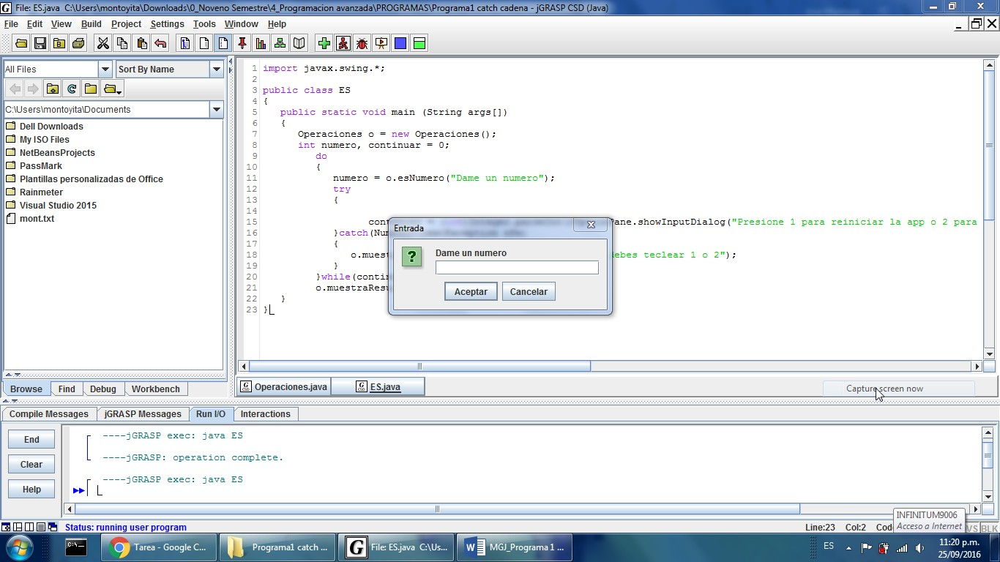 File: ES.java C:\Users\montoyita\Downloads\0_Noveno Semestre\4_Programacion avanzada\PROGRAMAS\Programa1 catch cadena - jGRASP CSD (Java)
File Edit View Build Project Settings Tools Window Help
All Files Sort By Name
C:\Users\montoyita\Documents
Dell Downloads
My ISO Files
NetBeansProjects
PassMark
Plantillas personalizadas de Office
Rainmeter
Visual Studio 2015
mont.txt
Browse Find Debug Workbench
1 import javax.swing.*;
2
3 public class ES
4 {
5 public static void main (String args[])
6 {
7 Operaciones o = new Operaciones();
8 int numero, continuar = 0;
9 do
10 {
11 numero = o.esNumero("Dame un numero");
12 try
13 {
14
15 con Pane.showInputDialog("Presione 1 para reiniciar la app o 2 para
16 }catch(Nu
17 {
18 o.muest ebes teclear 1 o 2");
19 }
20 }while(contin
21 o.muestraResu
22 }
23 }
Entrada
Dame un numero
Aceptar Cancelar
Operaciones.java ES.java
Capture screen now
Compile Messages jGRASP Messages Run I/O Interactions
End
Clear
Help
----jGRASP exec: java ES
----jGRASP: operation complete.
----jGRASP exec: java ES
INFINITUM9006
Acceso a Internet
Status: running user program Line:23 Col:2 Cod VS BLK
Tarea - Google C... Programa1 catch ... File: ES.java C:\Us... MGJ_Programa 1 ... ES 11:20 p.m.
25/09/2016